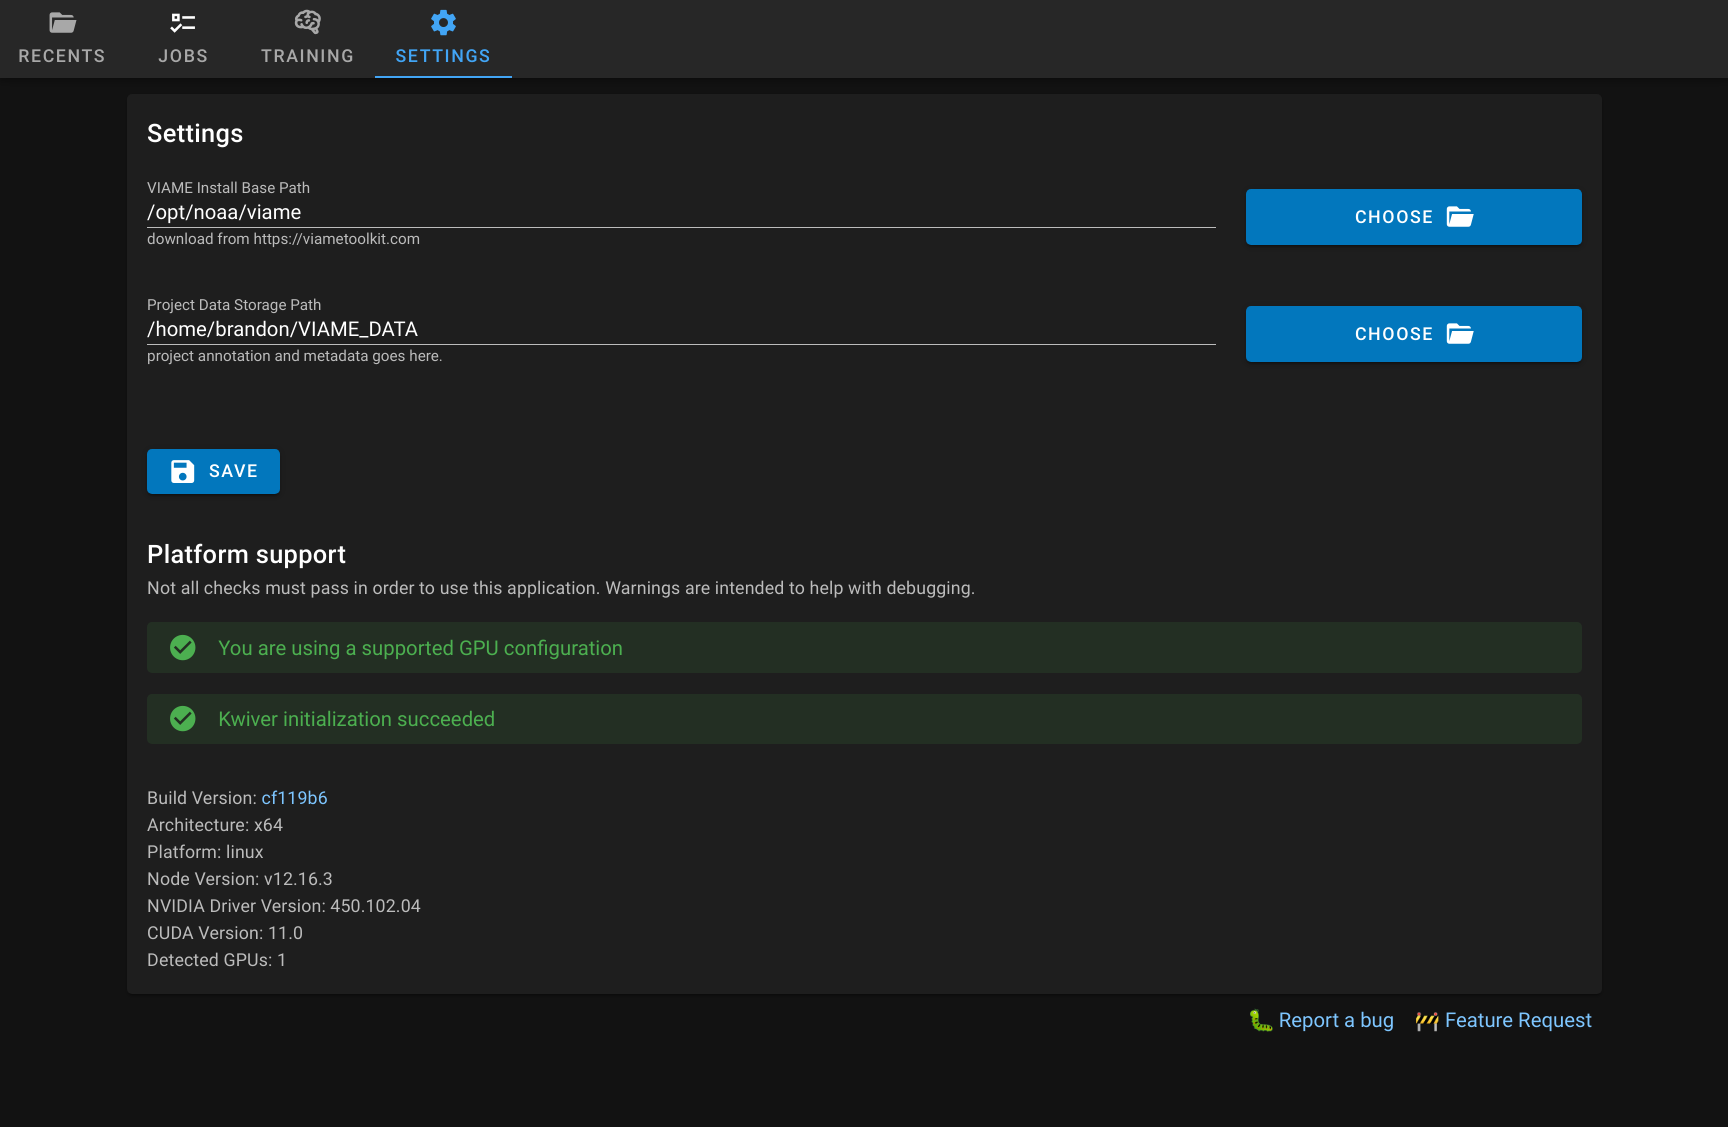 RECENTS JOBS TRAINING SETTINGS
Settings
VIAME Install Base Path
/opt/noaa/viame
CHOOSE
download from https://viametoolkit.com
Project Data Storage Path
/home/brandon/VIAME_DATA
CHOOSE
project annotation and metadata goes here.
SAVE
Platform support
Not all checks must pass in order to use this application. Warnings are intended to help with debugging.
You are using a supported GPU configuration
Kwiver initialization succeeded
Build Version: cf119b6
Architecture: x64
Platform: linux
Node Version: v12.16.3
NVIDIA Driver Version: 450.102.04
CUDA Version: 11.0
Detected GPUs: 1
Report a bug Feature Request